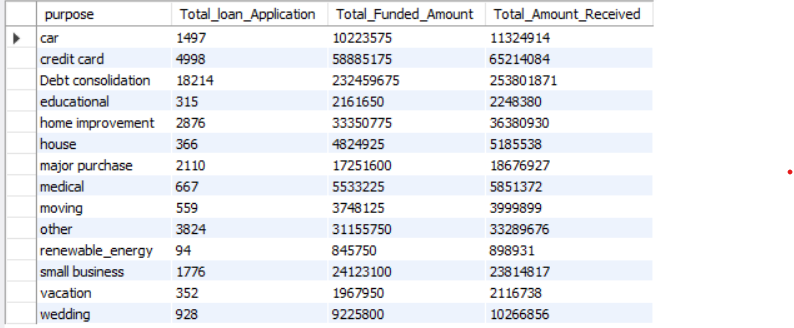 purpose Total_loan_Application Total_Funded_Amount Total_Amount_Received
car 1497 10223575 11324914
credit card 4998 58885175 65214084
Debt consolidation 18214 232459675 253801871
educational 315 2161650 2248380
home improvement 2876 33350775 36380930
house 366 4824925 5185538
major purchase 2110 17251600 18676927
medical 667 5533225 5851372
moving 559 3748125 3999899
other 3824 31155750 33289676
renewable_energy 94 845750 898931
small business 1776 24123100 23814817
vacation 352 1967950 2116738
wedding 928 9225800 10266856